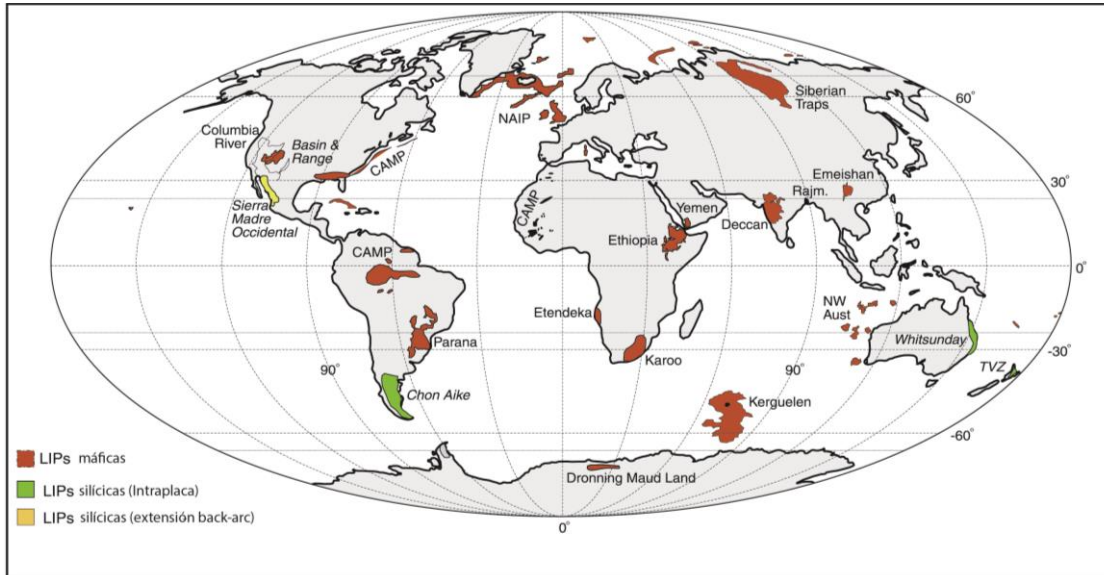 60°
Siberian
Traps
NAIP
Columbia
River
Basin &
Range
CAMP
Emeishan
30°
Rajm.
Sierra
Madre
Occidental
CAMP
Yemen
Deccan
Ethiopia
CAMP
0°
NW
Aust
Etendeka
Whitsunday
Parana
Karoo
-30°
90°
90°
TVZ
Chon Aike
Kerguelen
-60°
LIPs máficas
Dronning Maud Land
LIPs silícicas (Intraplaca)
LIPs silícicas (extensión back-arc)
0°